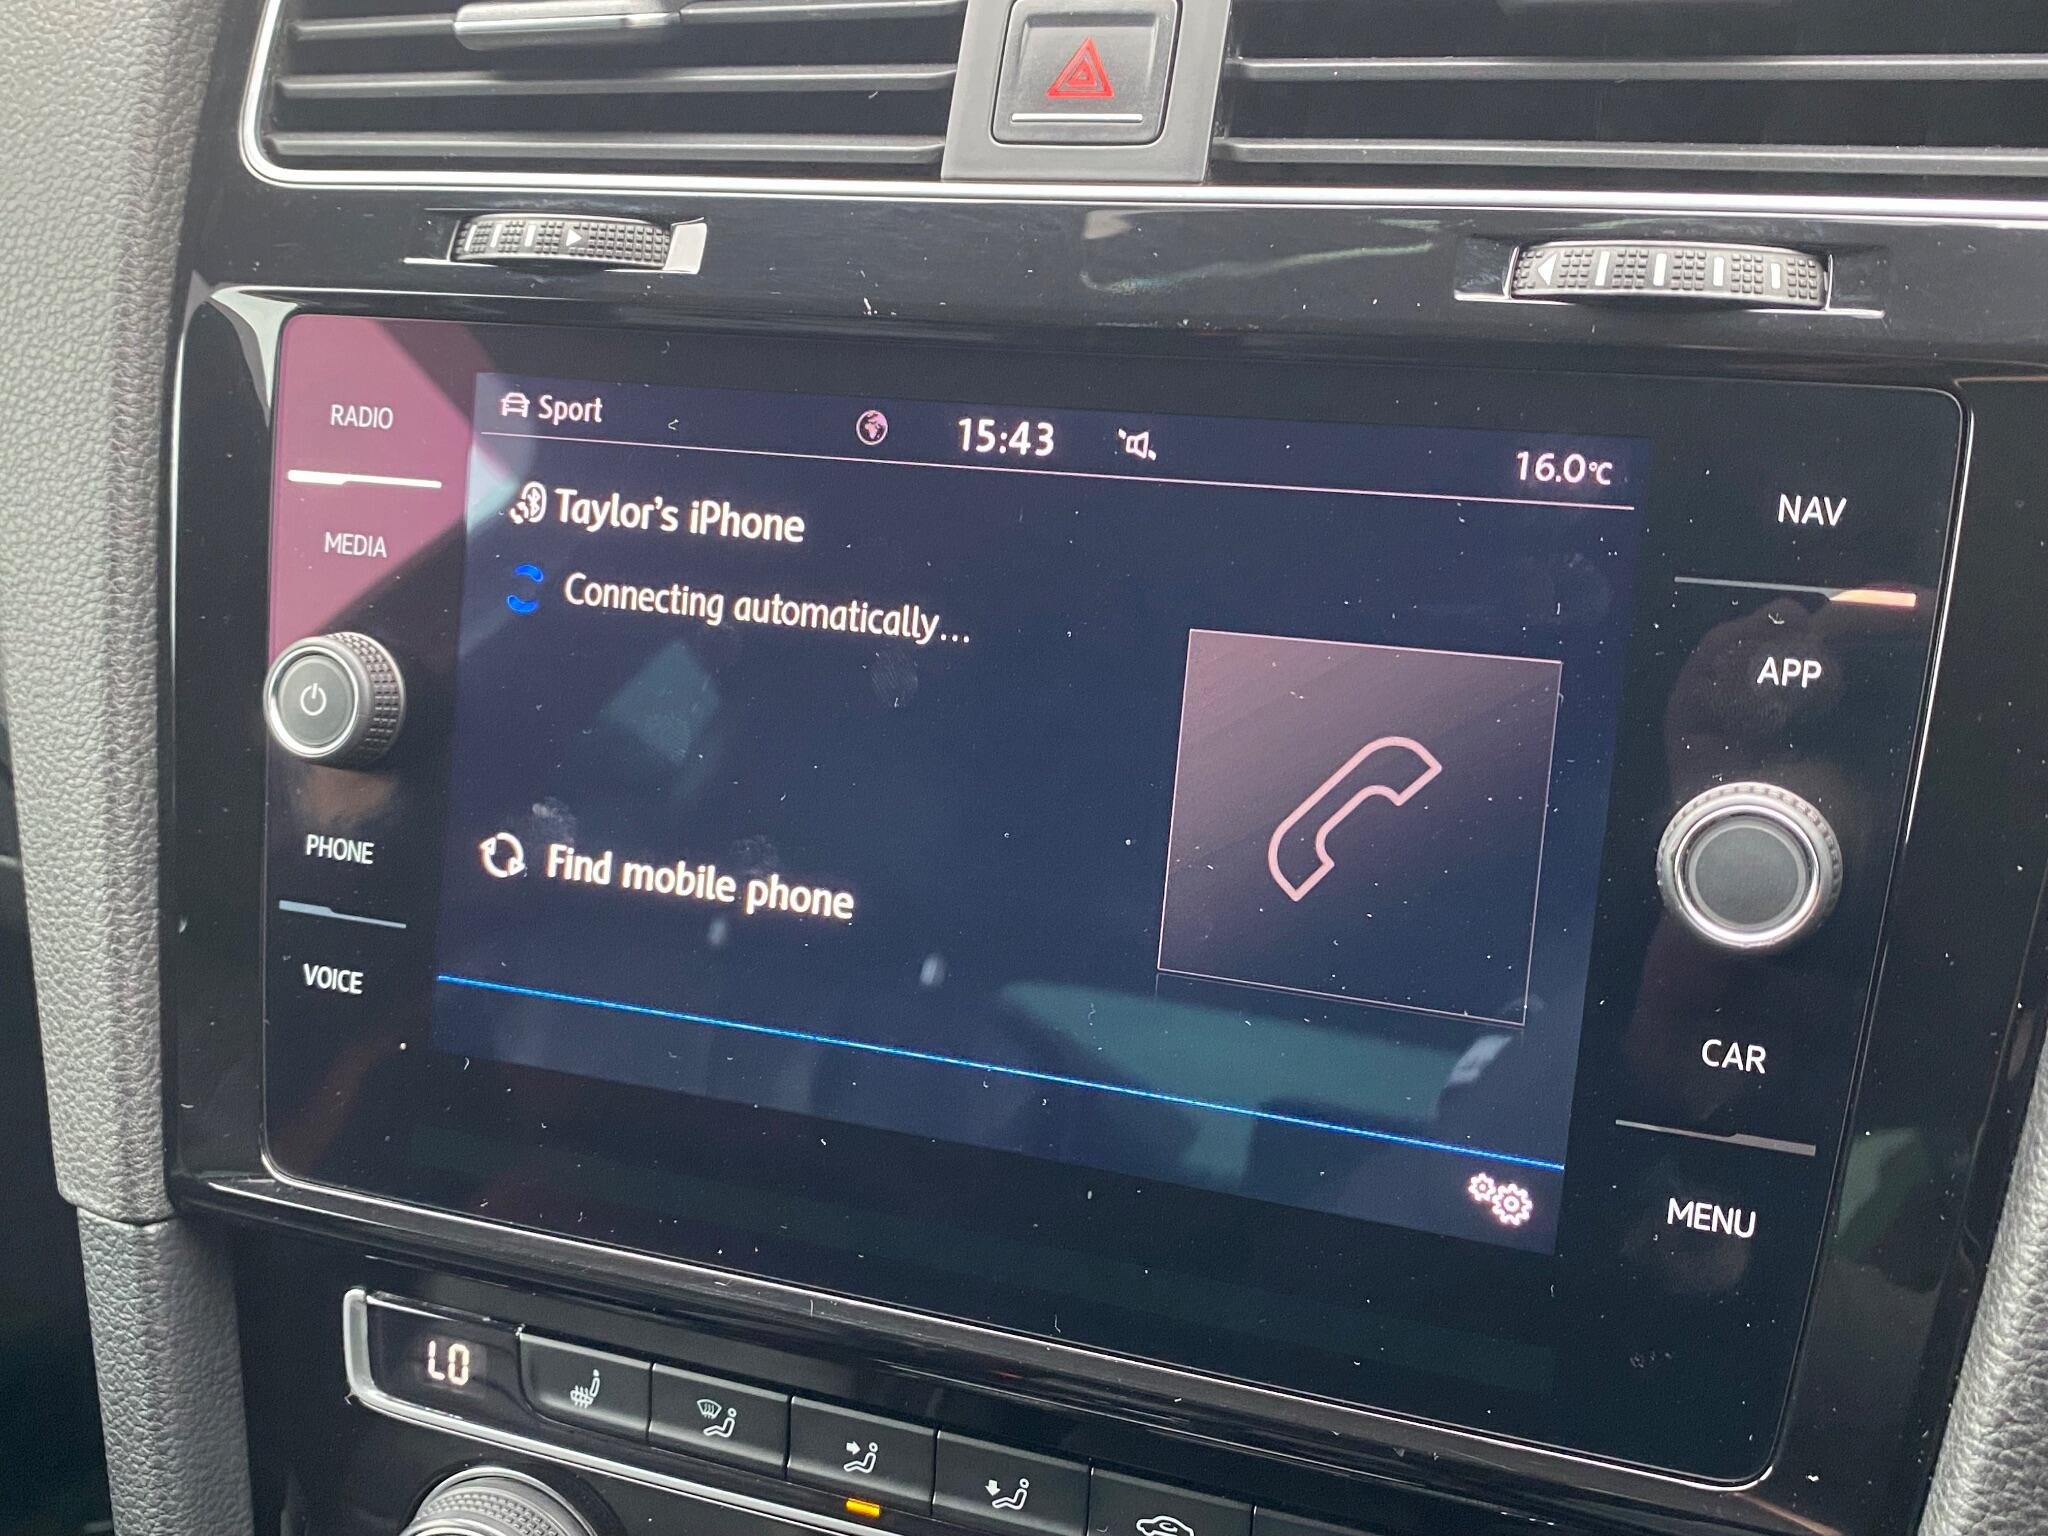 Sport
15:43
16.0°C
RADIO
MEDIA
PHONE
VOICE
Taylor's iPhone
Connecting automatically...
Find mobile phone
NAV
APP
CAR
MENU
LO